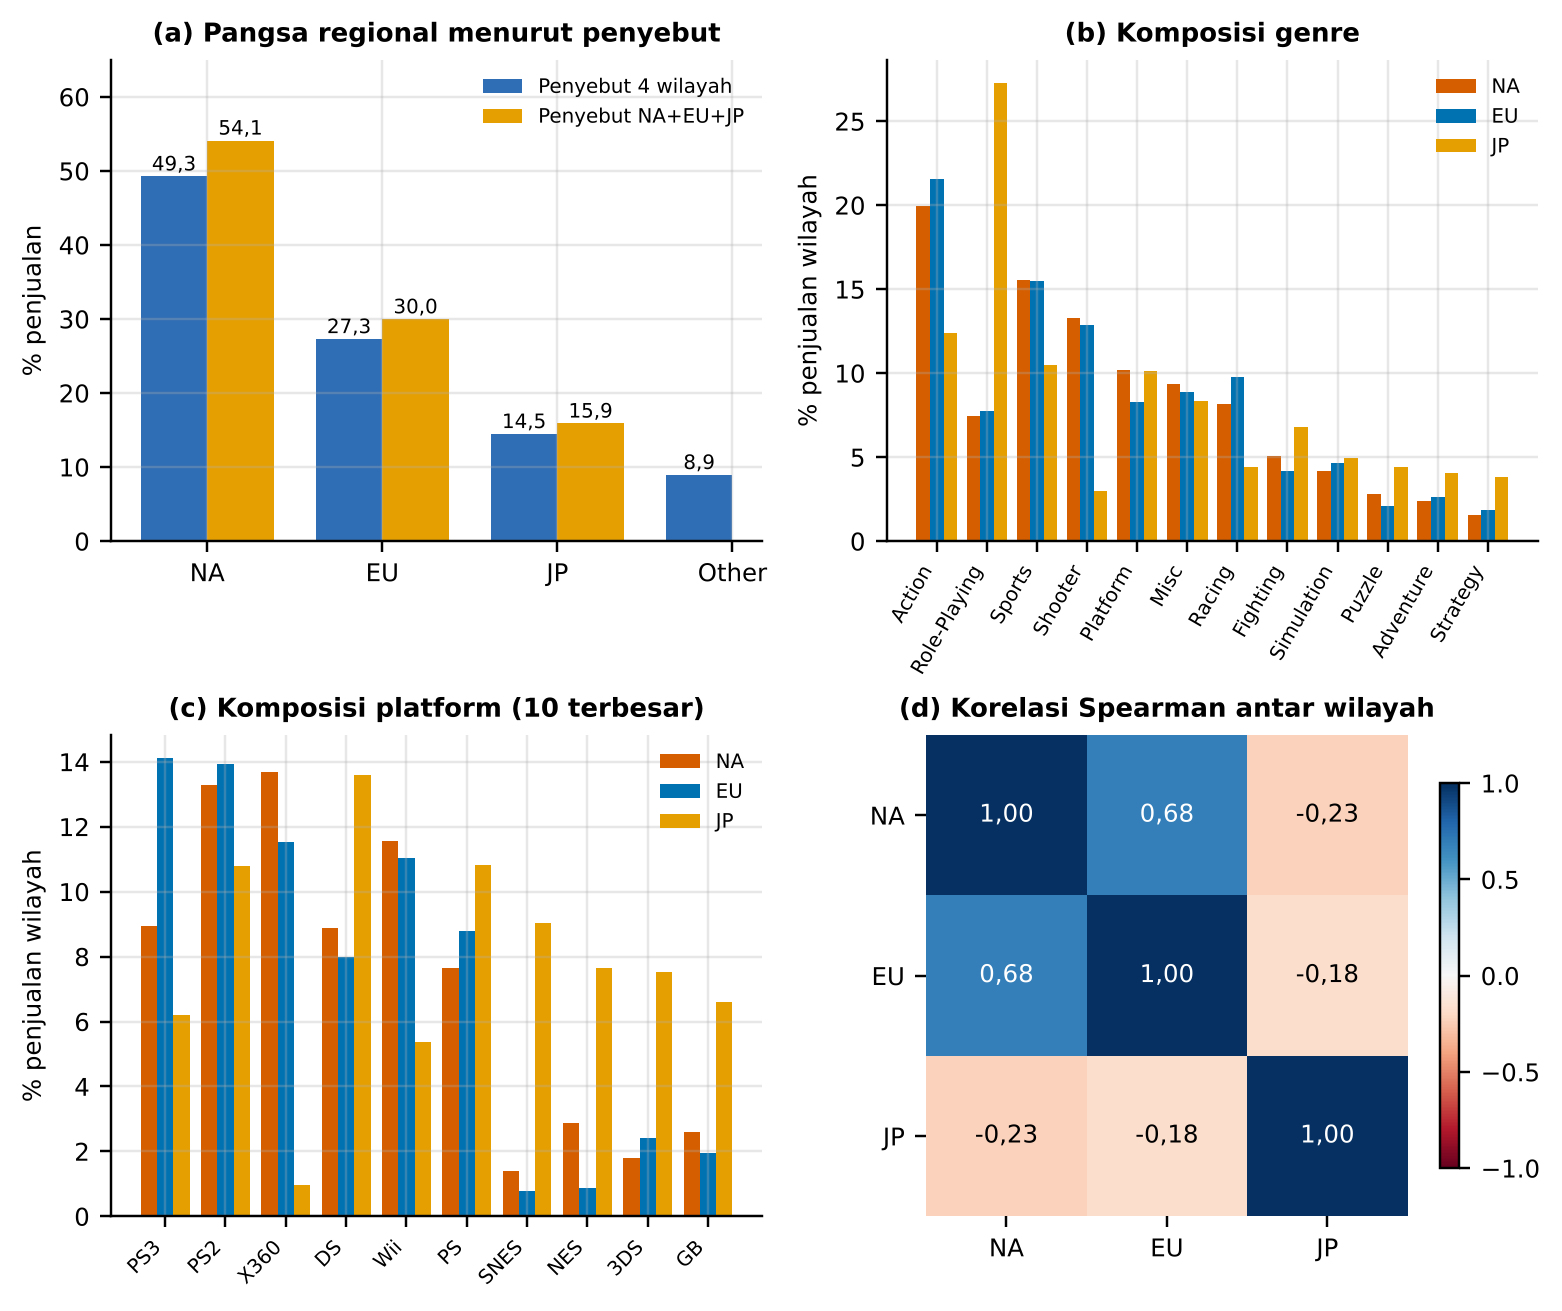 (a) Pangsa regional menurut penyebut
% penjualan
60
50
40
30
20
10
0
Penyebut 4 wilayah
Penyebut NA+EU+JP
49,3
54,1
27,3
30,0
14,5
15,9
8,9
NA
EU
JP
Other
(b) Komposisi genre
% penjualan wilayah
25
20
15
10
5
0
NA
EU
JP
Action
Role-Playing
Sports
Shooter
Platform
Misc
Racing
Fighting
Simulation
Puzzle
Adventure
Strategy
(c) Komposisi platform (10 terbesar)
% penjualan wilayah
14
12
10
8
6
4
2
0
NA
EU
JP
PS3
PS2
X360
DS
Wii
PS
SNES
NES
3DS
GB
(d) Korelasi Spearman antar wilayah
NA
1,00
0,68
-0,23
EU
0,68
1,00
-0,18
JP
-0,23
-0,18
1,00
NA
EU
JP
1.0
0.5
0.0
−0.5
−1.0